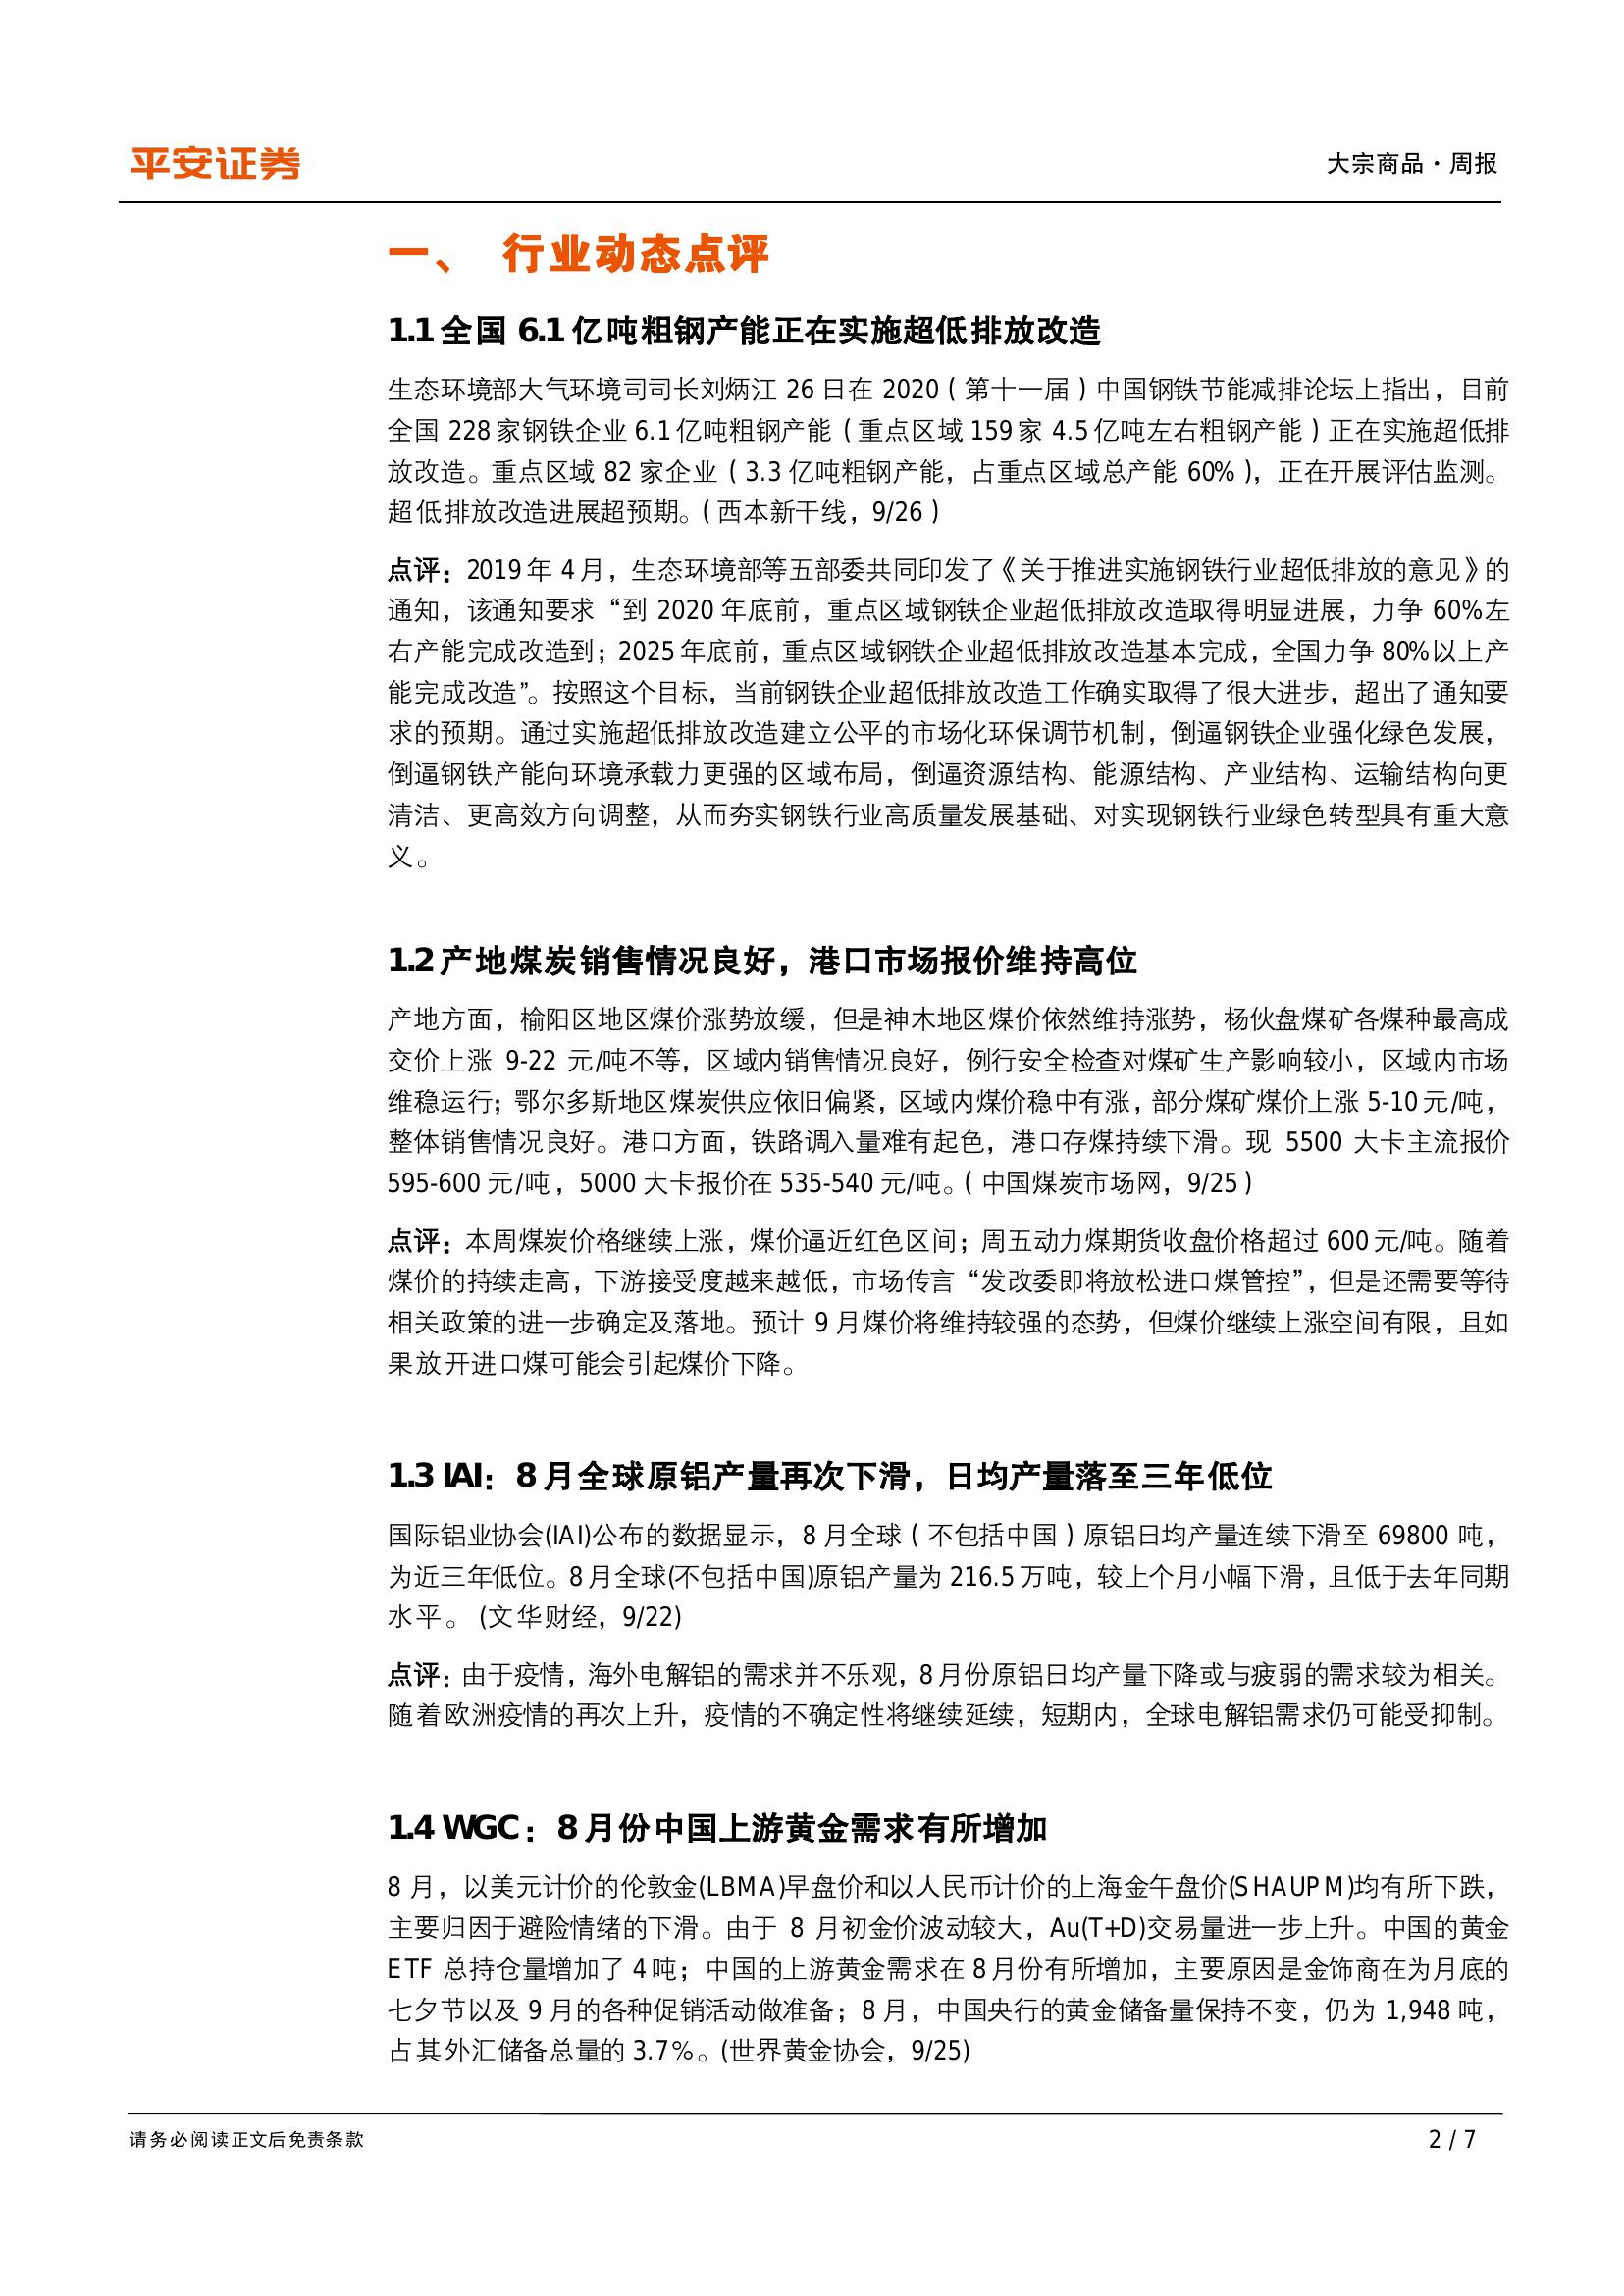 平安证券
大宗商品·周报
一、 行业动态点评
1.1 全国 6.1 亿吨粗钢产能正在实施超低排放改造
生态环境部大气环境司司长刘炳江 26 日在 2020（第十一届）中国钢铁节能减排论坛上指出，目前
全国 228 家钢铁企业 6.1 亿吨粗钢产能（重点区域 159 家 4.5 亿吨左右粗钢产能）正在实施超低排
放改造。重点区域 82 家企业（3.3 亿吨粗钢产能，占重点区域总产能 60%），正在开展评估监测。
超低排放改造进展超预期。（西本新干线，9/26）
点评：2019 年 4 月，生态环境部等五部委共同印发了《关于推进实施钢铁行业超低排放的意见》的
通知，该通知要求“到 2020 年底前，重点区域钢铁企业超低排放改造取得明显进展，力争 60%左
右产能完成改造到；2025 年底前，重点区域钢铁企业超低排放改造基本完成，全国力争 80%以上产
能完成改造”。按照这个目标，当前钢铁企业超低排放改造工作确实取得了很大进步，超出了通知要
求的预期。通过实施超低排放改造建立公平的市场化环保调节机制，倒逼钢铁企业强化绿色发展，
倒逼钢铁产能向环境承载力更强的区域布局，倒逼资源结构、能源结构、产业结构、运输结构向更
清洁、更高效方向调整，从而夯实钢铁行业高质量发展基础、对实现钢铁行业绿色转型具有重大意
义。
1.2 产地煤炭销售情况良好，港口市场报价维持高位
产地方面，榆阳区地区煤价涨势放缓，但是神木地区煤价依然维持涨势，杨伙盘煤矿各煤种最高成
交价上涨 9-22 元/吨不等，区域内销售情况良好，例行安全检查对煤矿生产影响较小，区域内市场
维稳运行；鄂尔多斯地区煤炭供应依旧偏紧，区域内煤价稳中有涨，部分煤矿煤价上涨 5-10 元/吨，
整体销售情况良好。港口方面，铁路调入量难有起色，港口存煤持续下滑。现 5500 大卡主流报价
595-600 元/吨，5000 大卡报价在 535-540 元/吨。（中国煤炭市场网，9/25）
点评：本周煤炭价格继续上涨，煤价逼近红色区间；周五动力煤期货收盘价格超过 600 元/吨。随着
煤价的持续走高，下游接受度越来越低，市场传言“发改委即将放松进口煤管控”，但是还需要等待
相关政策的进一步确定及落地。预计 9 月煤价将维持较强的态势，但煤价继续上涨空间有限，且如
果放开进口煤可能会引起煤价下降。
1.3 IAI：8 月全球原铝产量再次下滑，日均产量落至三年低位
国际铝业协会(IAI)公布的数据显示，8 月全球（不包括中国）原铝日均产量连续下滑至 69800 吨，
为近三年低位。8 月全球(不包括中国)原铝产量为 216.5 万吨，较上个月小幅下滑，且低于去年同期
水平。 (文华财经，9/22)
点评：由于疫情，海外电解铝的需求并不乐观，8 月份原铝日均产量下降或与疲弱的需求较为相关。
随着欧洲疫情的再次上升，疫情的不确定性将继续延续，短期内，全球电解铝需求仍可能受抑制。
1.4 WGC：8 月份中国上游黄金需求有所增加
8 月，以美元计价的伦敦金(LBMA)早盘价和以人民币计价的上海金午盘价(SHAUPM)均有所下跌，
主要归因于避险情绪的下滑。由于 8 月初金价波动较大，Au(T+D)交易量进一步上升。中国的黄金
ETF 总持仓量增加了 4 吨；中国的上游黄金需求在 8 月份有所增加，主要原因是金饰商在为月底的
七夕节以及 9 月的各种促销活动做准备；8 月，中国央行的黄金储备量保持不变，仍为 1,948 吨，
占其外汇储备总量的 3.7%。(世界黄金协会，9/25)
请务必阅读正文后免责条款
2 / 7